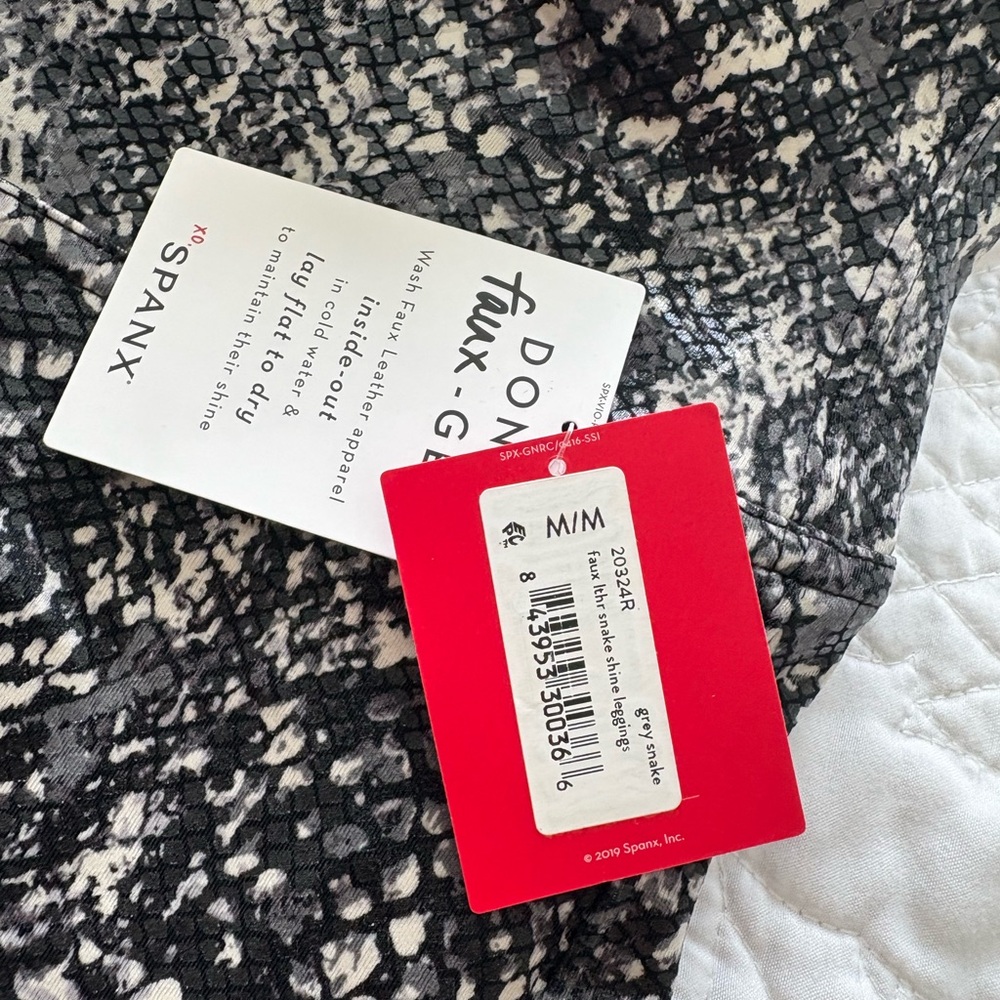 DON
faux-GE
Wash Faux Leather apparel
inside-out
in cold water &
lay flat to dry
to maintain their shine
XO,
SPANX®
SPX-GNRC/0416-SSI
20324R
grey snake
faux lthr snake shine leggings
M/M
8 43953 30036 6
© 2019 Spanx, Inc.